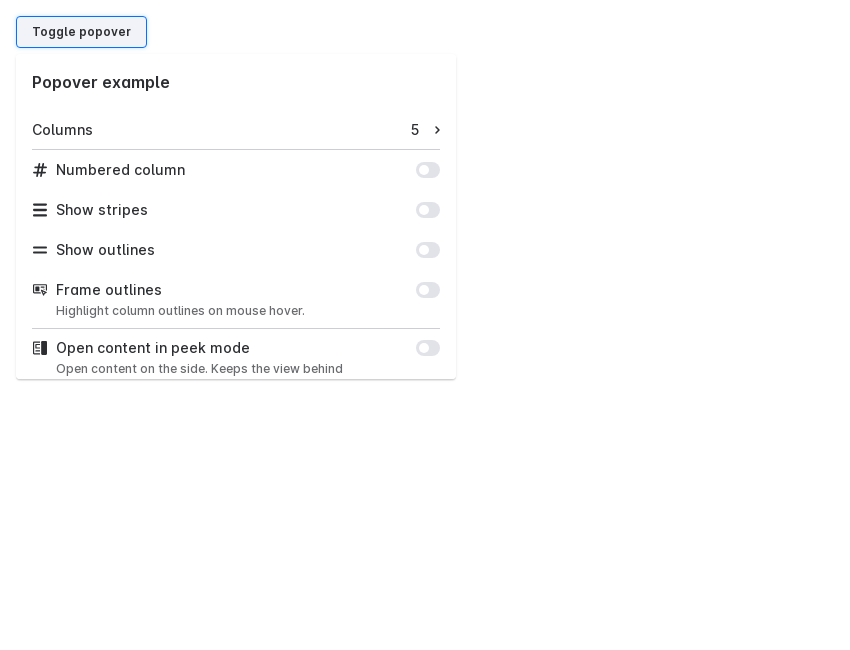 Toggle popover
Popover example
Columns 5
Numbered column
Show stripes
Show outlines
Frame outlines
Highlight column outlines on mouse hover.
Open content in peek mode
Open content on the side. Keeps the view behind